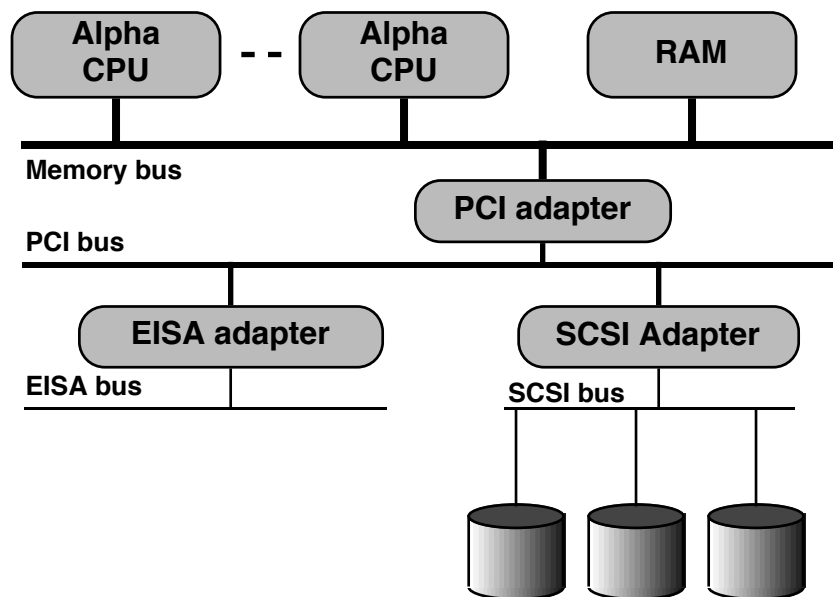 Alpha
CPU
- -
Alpha
CPU
RAM
Memory bus
PCI adapter
PCI bus
EISA adapter
SCSI Adapter
EISA bus
SCSI bus